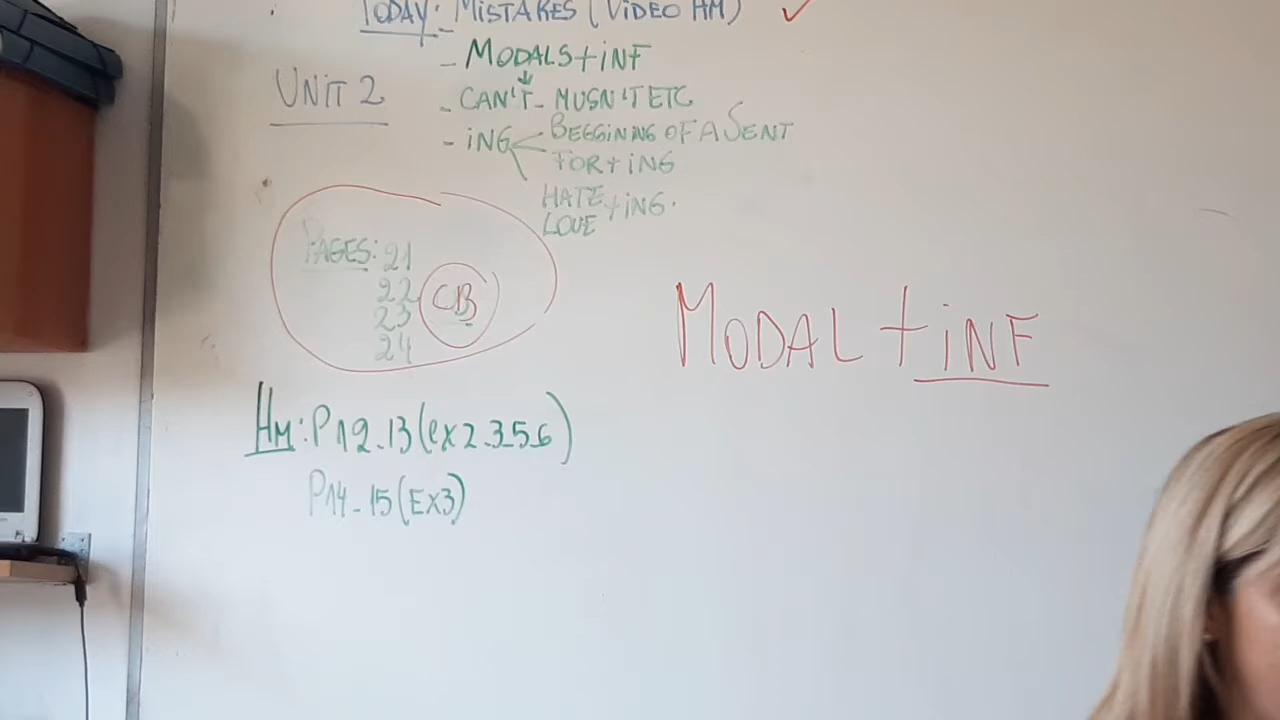 TODAY: MISTAKES (VIDEO HM) ✓
- MODALS + INF
UNIT 2
- CAN'T - MUSN'T ETC
- ING < BEGGINING OF A SENT
FOR + ING
HATE + ING.
LOVE
PAGES: 21
22
23
24
CB
MODAL + INF
HM: P12-13 (EX 2.3.5.6)
P14-15 (EX3)